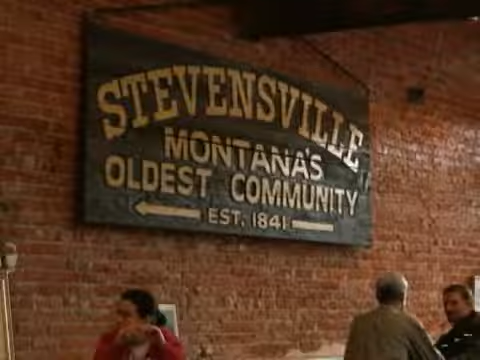 STEVENSVILLE
MONTANA'S
OLDEST COMMUNITY
EST. 1841